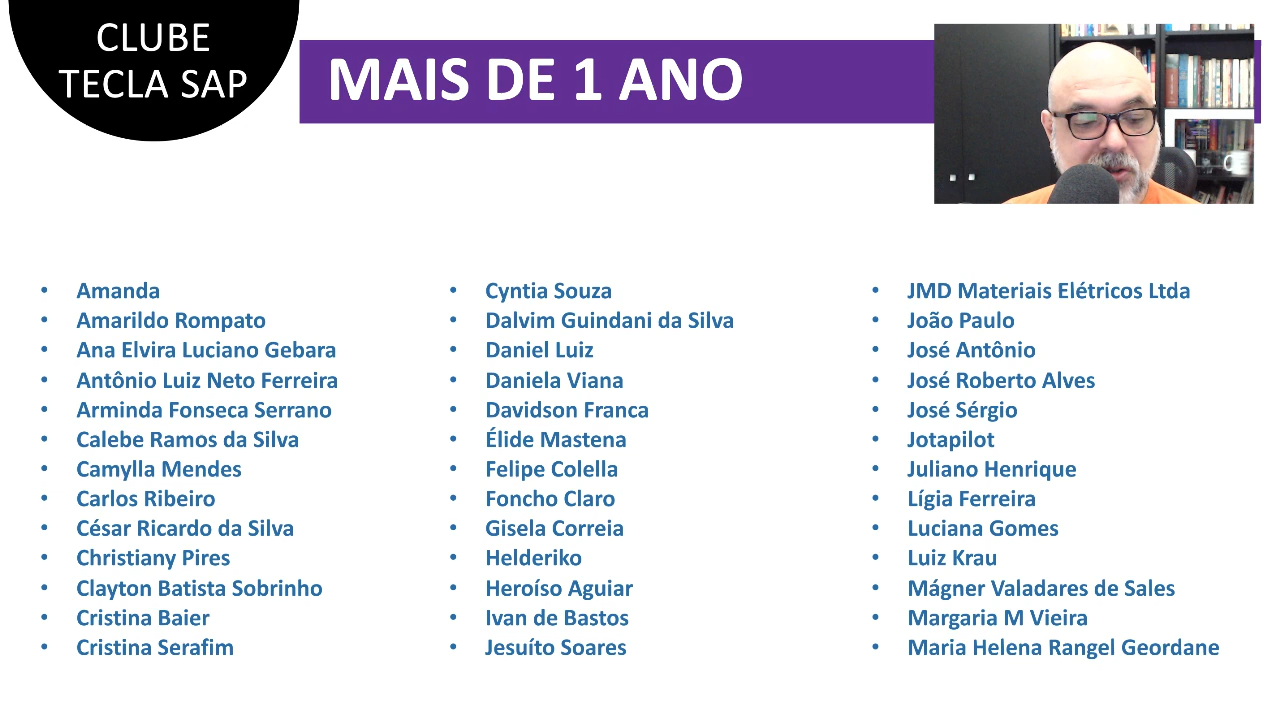 CLUBE
TECLA SAP
MAIS DE 1 ANO
• Amanda
• Amarildo Rompato
• Ana Elvira Luciano Gebara
• Antônio Luiz Neto Ferreira
• Arminda Fonseca Serrano
• Calebe Ramos da Silva
• Camylla Mendes
• Carlos Ribeiro
• César Ricardo da Silva
• Christiany Pires
• Clayton Batista Sobrinho
• Cristina Baier
• Cristina Serafim
• Cyntia Souza
• Dalvim Guindani da Silva
• Daniel Luiz
• Daniela Viana
• Davidson Franca
• Élide Mastena
• Felipe Colella
• Foncho Claro
• Gisela Correia
• Helderiko
• Heroíso Aguiar
• Ivan de Bastos
• Jesuíto Soares
• JMD Materiais Elétricos Ltda
• João Paulo
• José Antônio
• José Roberto Alves
• José Sérgio
• Jotapilot
• Juliano Henrique
• Lígia Ferreira
• Luciana Gomes
• Luiz Krau
• Mágner Valadares de Sales
• Margaria M Vieira
• Maria Helena Rangel Geordane